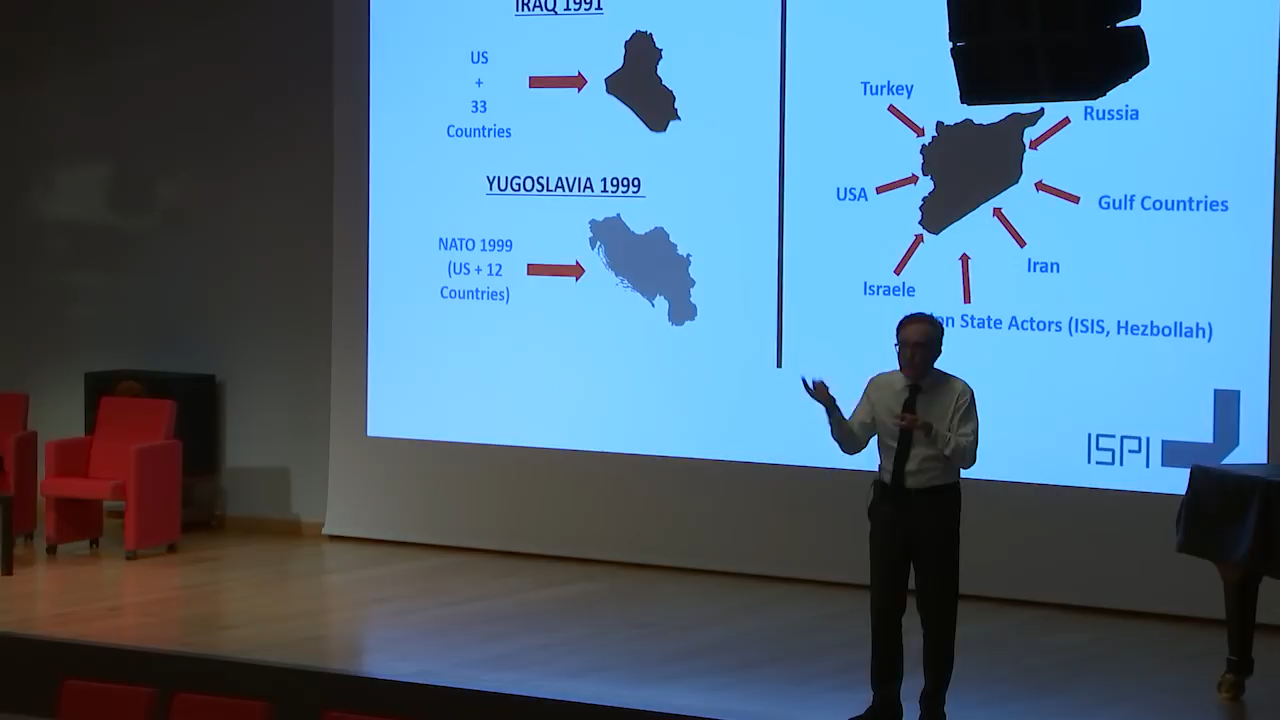 IRAQ 1991
US
+
33
Countries
YUGOSLAVIA 1999
NATO 1999
(US + 12
Countries)
Turkey
Russia
USA
Gulf Countries
Iran
Israele
State Actors (ISIS, Hezbollah)
ISPI